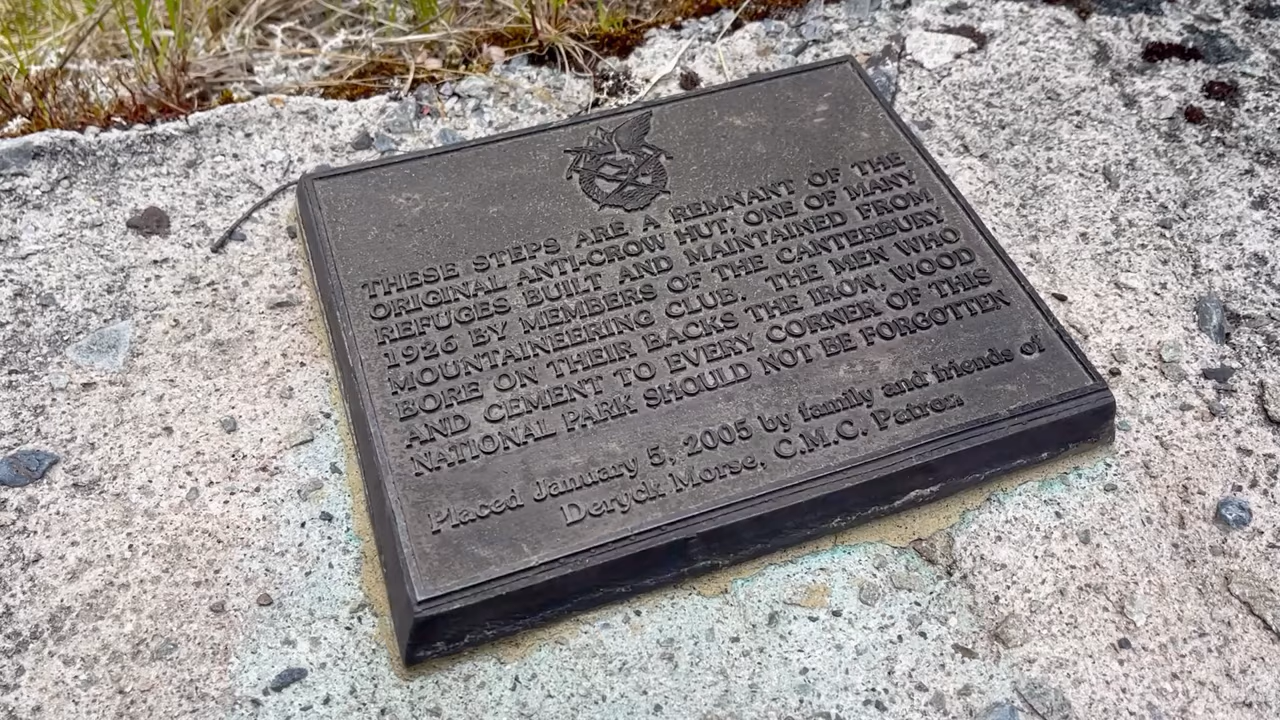 THESE STEPS ARE A REMNANT OF THE
ORIGINAL ANTI-CROW HUT, ONE OF MANY
REFUGES BUILT AND MAINTAINED FROM
1926 BY MEMBERS OF THE CANTERBURY
MOUNTAINEERING CLUB. THE MEN WHO
BORE ON THEIR BACKS THE IRON, WOOD
AND CEMENT TO EVERY CORNER OF THIS
NATIONAL PARK SHOULD NOT BE FORGOTTEN
Placed January 5, 2005 by family and friends of
Deryck Morse, C.M.C. Patron